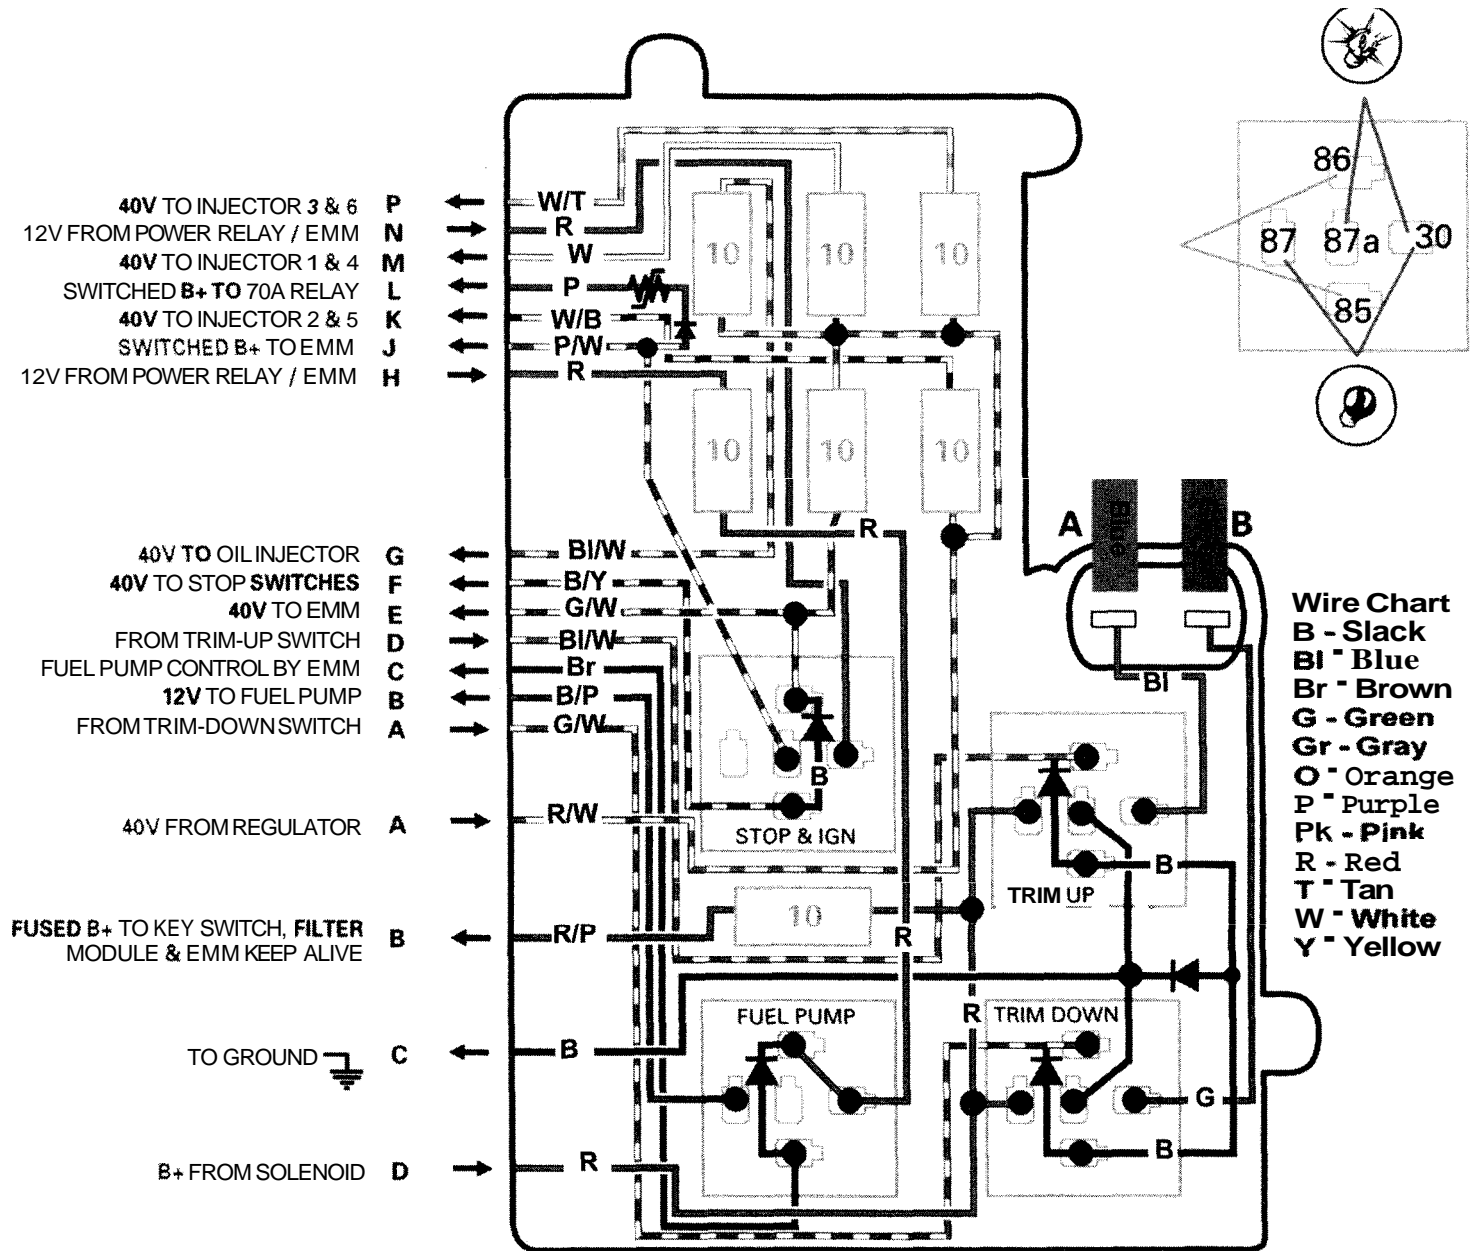 40V TO INJECTOR 3 & 6 P W/T
12V FROM POWER RELAY / EMM N R
40V TO INJECTOR 1 & 4 M W
SWITCHED B+ TO 70A RELAY L P
40V TO INJECTOR 2 & 5 K W/B
SWITCHED B+ TO EMM J P/W
12V FROM POWER RELAY / EMM H R
10 10 10
10 10 10
R
86
87 87a 30
85
A Blue B
40V TO OIL INJECTOR G Bl/W
40V TO STOP SWITCHES F B/Y
40V TO EMM E G/W
FROM TRIM-UP SWITCH D Bl/W
FUEL PUMP CONTROL BY EMM C Br
12V TO FUEL PUMP B B/P
FROM TRIM-DOWN SWITCH A G/W
B
STOP & IGN
Bl
40V FROM REGULATOR A R/W
B
TRIM UP
FUSED B+ TO KEY SWITCH, FILTER
MODULE & EMM KEEP ALIVE B R/P
10
R
TO GROUND C B
FUEL PUMP
R
TRIM DOWN
G
B
B+ FROM SOLENOID D R
Wire Chart
B - Slack
Bl - Blue
Br - Brown
G - Green
Gr - Gray
O - Orange
P - Purple
Pk - Pink
R - Red
T - Tan
W - White
Y - Yellow